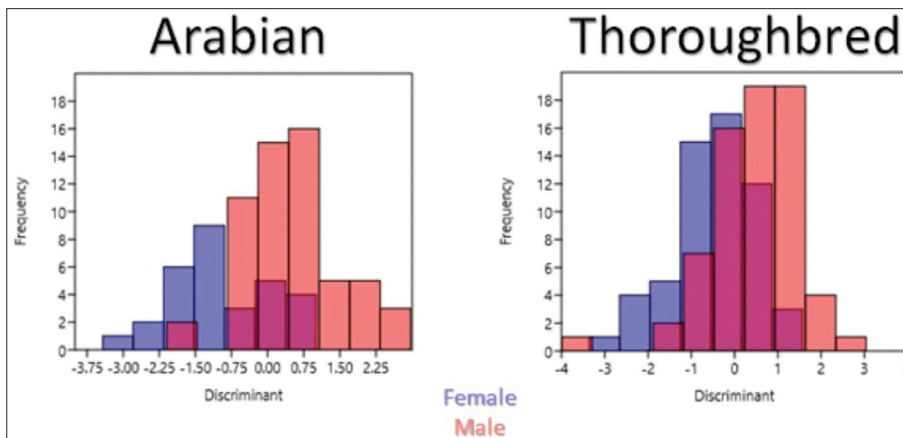 Arabian
Thoroughbred
18
16
14
12
10
8
6
4
2
0
Frequency
-3.75 -3.00 -2.25 -1.50 -0.75 0.00 0.75 1.50 2.25
Discriminant
18
16
14
12
10
8
6
4
2
0
Frequency
-4 -3 -2 -1 0 1 2 3
Discriminant
Female
Male